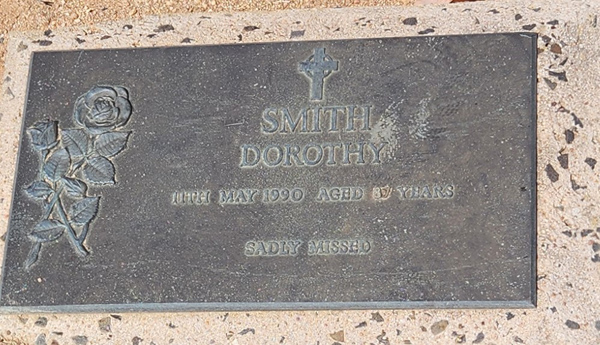 SMITH
DOROTHY
11TH MAY 1990 AGED YEARS
SADLY MISSED